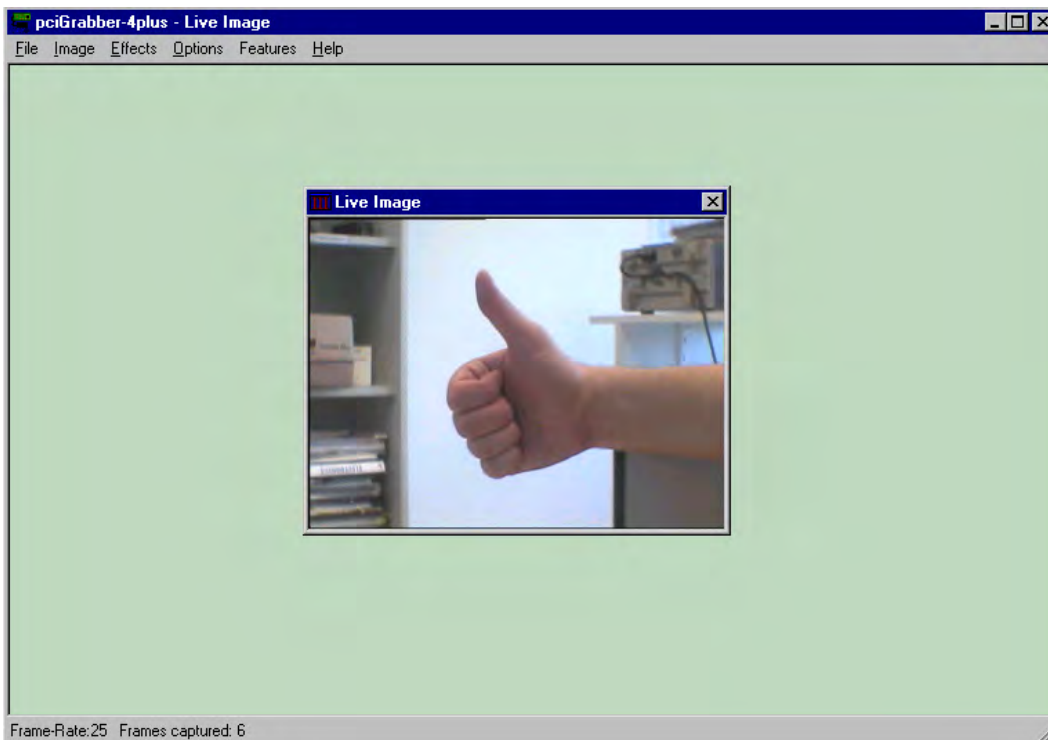 pciGrabber-4plus - Live Image
File Image Effects Options Features Help
Live Image
Frame-Rate:25 Frames captured: 6